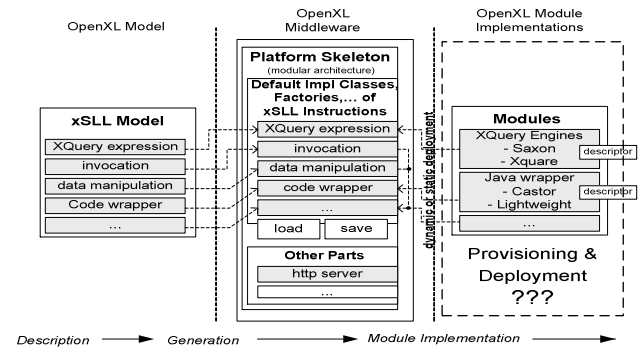 OpenXL Model
OpenXL
Middleware
OpenXL Module
Implementations
xSLL Model
XQuery expression
invocation
data manipulation
Code wrapper
...
Platform Skeleton
(modular architecture)
Default Impl Classes,
Factories,... of
xSLL Instructions
XQuery expression
invocation
data manipulation
code wrapper
...
load
save
Other Parts
http server
...
dynamic or static deployment
Modules
XQuery Engines
- Saxon
- Xquare
descriptor
Java wrapper
- Castor
- Lightweight
descriptor
...
Provisioning &
Deployment
???
Description
Generation
Module Implementation